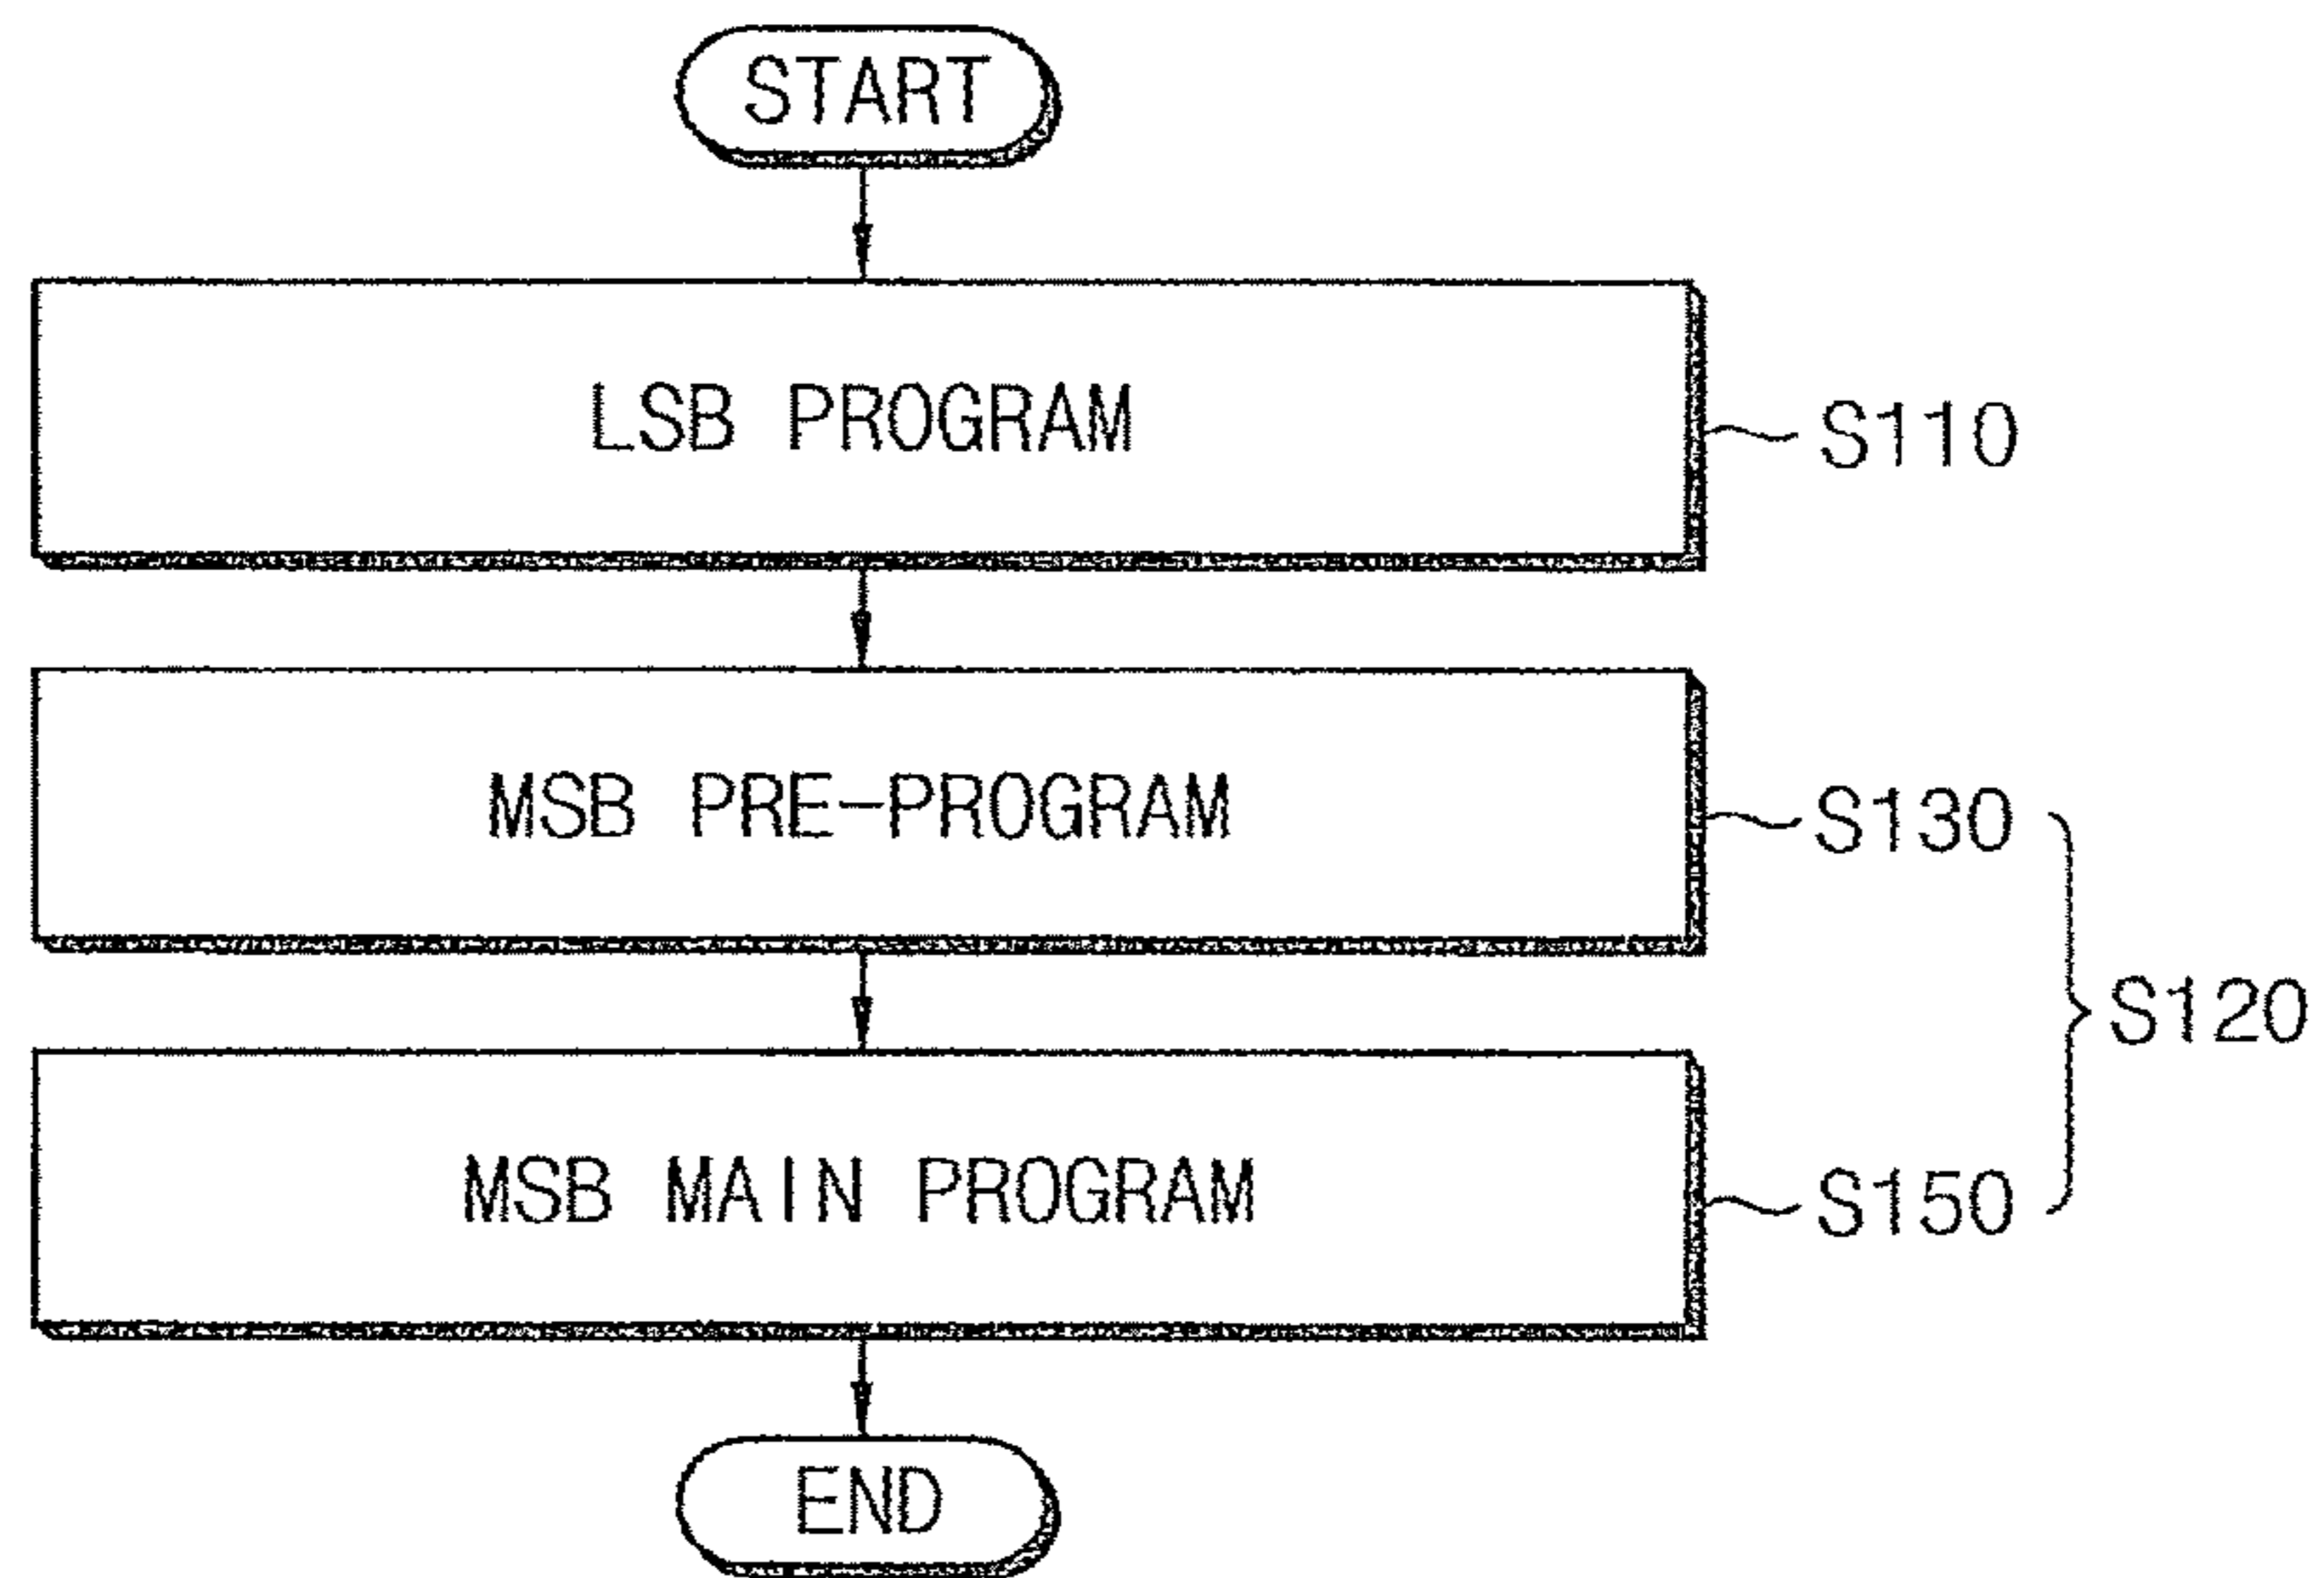 START
LSB PROGRAM
S110
MSB PRE-PROGRAM
S130
S120
MSB MAIN PROGRAM
S150
END